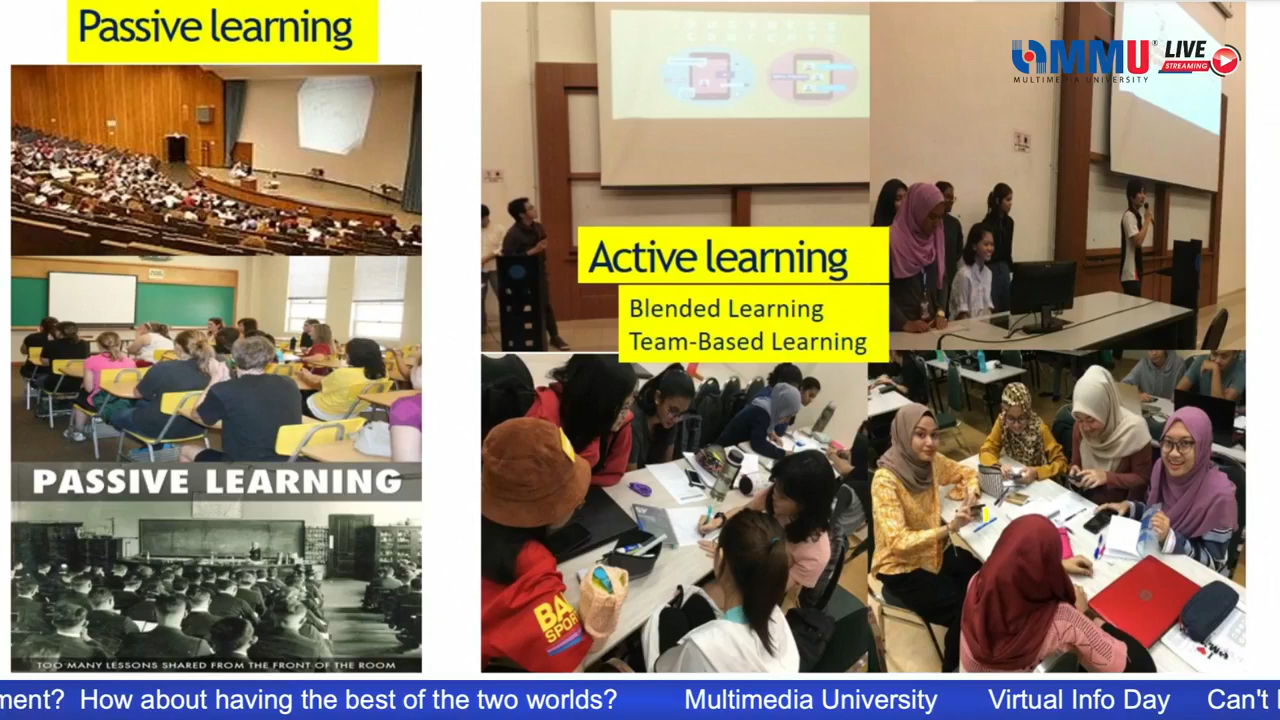 Passive learning
MMU
LIVE
STREAMING
MULTIMEDIA UNIVERSITY
Active learning
Blended Learning
Team-Based Learning
PASSIVE LEARNING
BA
SPOR
TOO MANY LESSONS SHARED FROM THE FRONT OF THE ROOM
ment? How about having the best of the two worlds? Multimedia University Virtual Info Day Can't